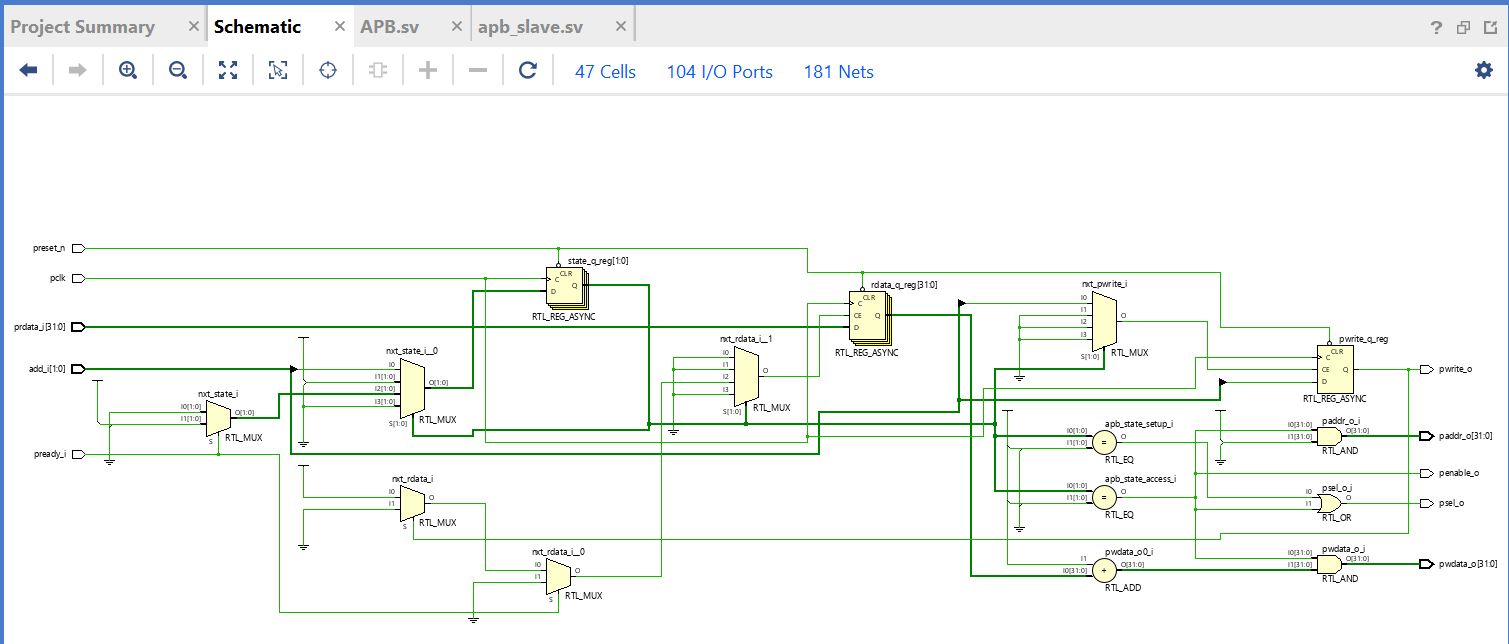 Project Summary × Schematic × APB.sv × apb_slave.sv ×
?
47 Cells 104 I/O Ports 181 Nets
preset_n
pclk
prdata_i[31:0]
add_i[1:0]
pready_i
nxt_state_i
I0[1:0]
I1[1:0]
O[1:0]
S
RTL_MUX
nxt_state_i__0
I0
I1[1:0]
I2[1:0]
I3[1:0]
O[1:0]
S[1:0]
RTL_MUX
state_q_reg[1:0]
CLR
C
D
Q
RTL_REG_ASYNC
nxt_rdata_i
I0
I1
O
S
RTL_MUX
nxt_rdata_i__0
I0
I1
O
S
RTL_MUX
nxt_rdata_i__1
I0
I1
I2
I3
O
S[1:0]
RTL_MUX
rdata_q_reg[31:0]
CLR
C
CE
D
Q
RTL_REG_ASYNC
nxt_pwrite_i
I0
I1
I2
I3
O
S[1:0]
RTL_MUX
apb_state_setup_i
I0[1:0]
I1[1:0]
=
O
RTL_EQ
apb_state_access_i
I0[1:0]
I1[1:0]
=
O
RTL_EQ
pwdata_o0_i
I1
I0[31:0]
+
O[31:0]
RTL_ADD
pwrite_q_reg
CLR
C
CE
D
Q
RTL_REG_ASYNC
paddr_o_i
I0[31:0]
I1[31:0]
O[31:0]
RTL_AND
psel_o_i
I0
I1
O
RTL_OR
pwdata_o_i
I0[31:0]
I1[31:0]
O[31:0]
RTL_AND
pwrite_o
paddr_o[31:0]
penable_o
psel_o
pwdata_o[31:0]